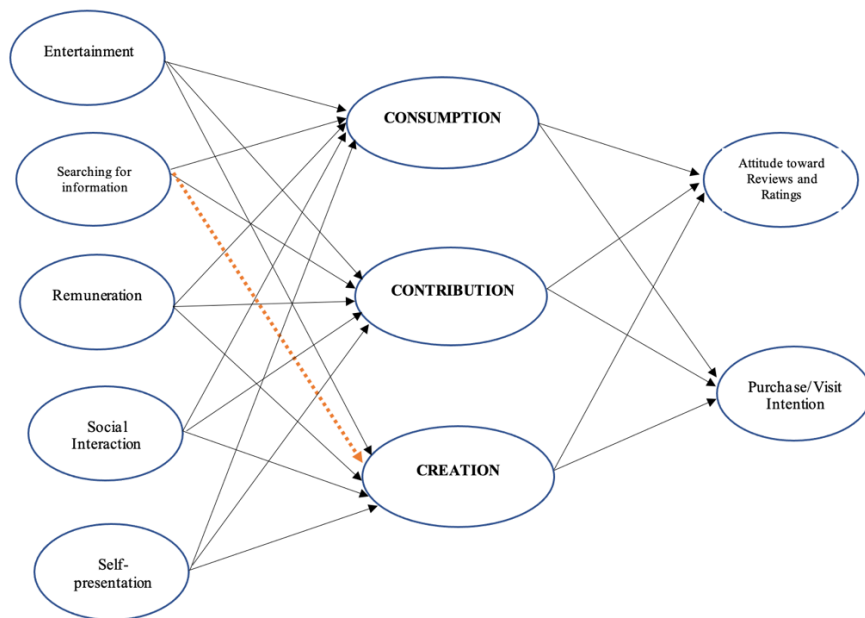 Entertainment
Searching for
information
Remuneration
Social
Interaction
Self-
presentation
CONSUMPTION
CONTRIBUTION
CREATION
Attitude toward
Reviews and
Ratings
Purchase/Visit
Intention